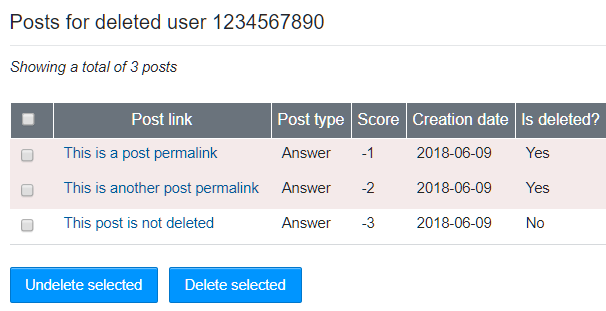 Posts for deleted user 1234567890
Showing a total of 3 posts
Post link Post type Score Creation date Is deleted?
This is a post permalink Answer -1 2018-06-09 Yes
This is another post permalink Answer -2 2018-06-09 Yes
This post is not deleted Answer -3 2018-06-09 No
Undelete selected Delete selected